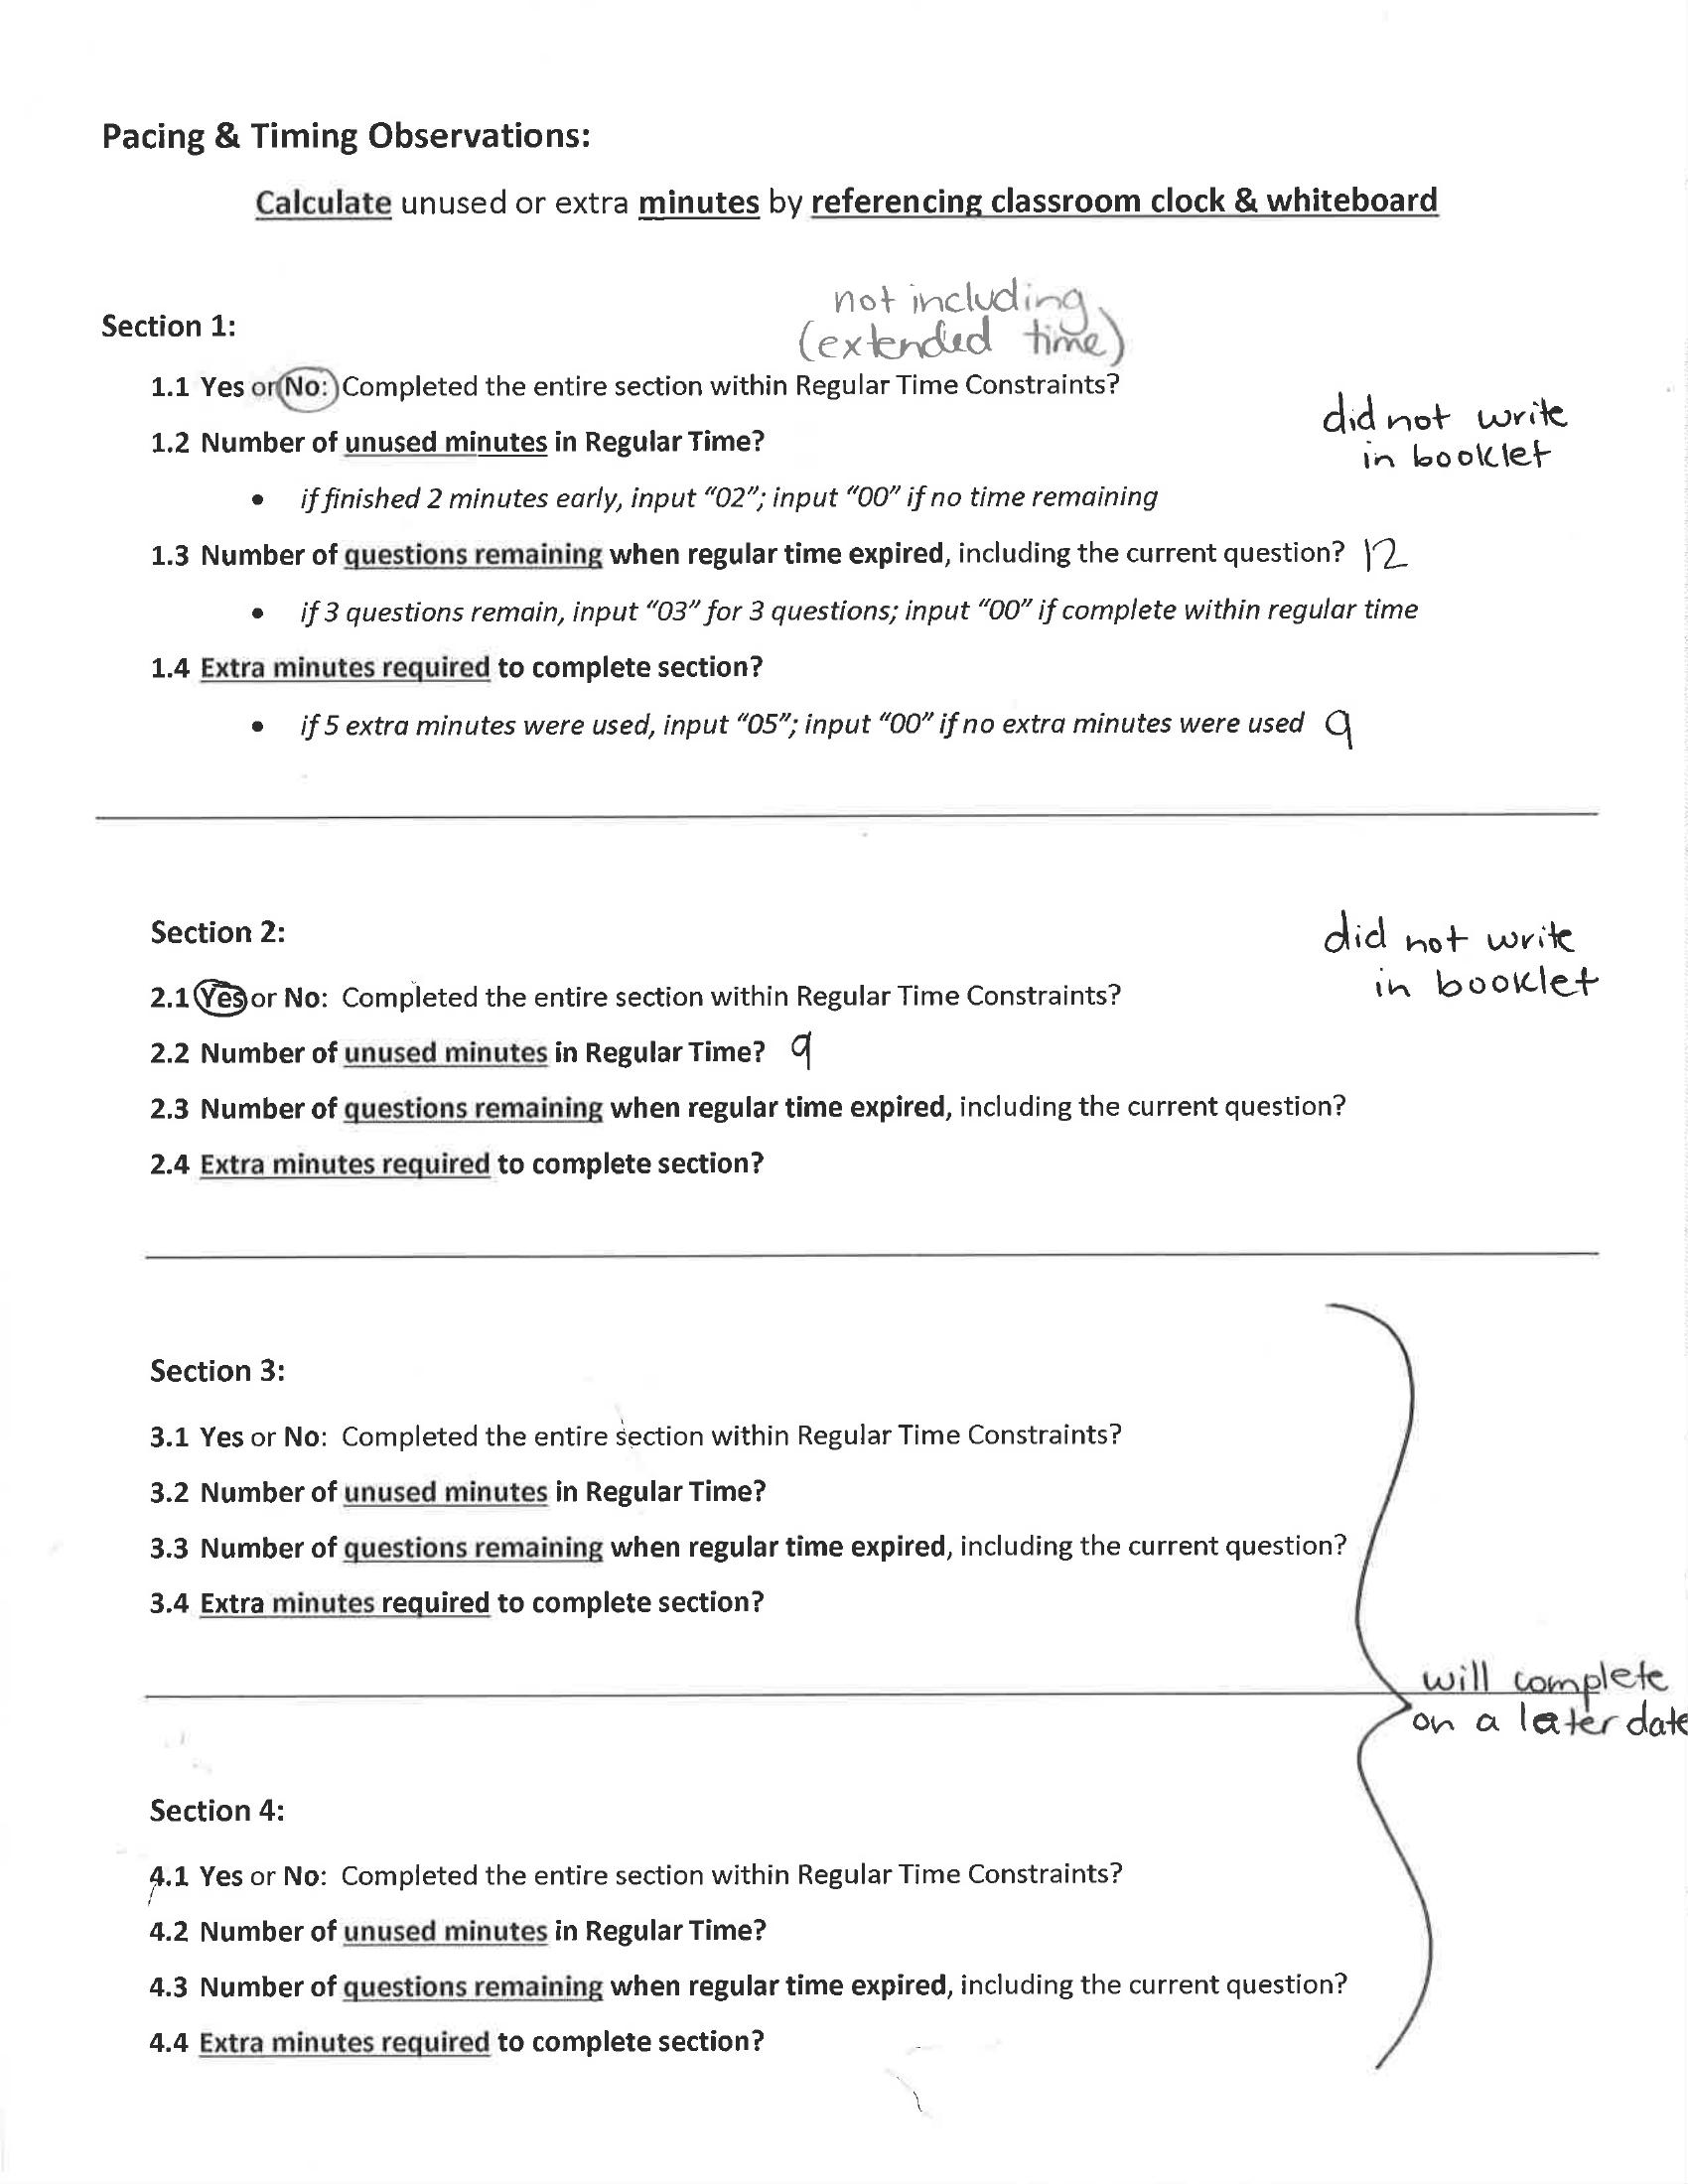 Pacing & Timing Observations:
Calculate unused or extra minutes by referencing classroom clock & whiteboard
not including
(extended time)
Section 1:
1.1 Yes or No: Completed the entire section within Regular Time Constraints?
did not write
in booklet
1.2 Number of unused minutes in Regular Time?
• if finished 2 minutes early, input “02”; input “00” if no time remaining
1.3 Number of questions remaining when regular time expired, including the current question? 12
• if 3 questions remain, input “03” for 3 questions; input “00” if complete within regular time
1.4 Extra minutes required to complete section?
• if 5 extra minutes were used, input “05”; input “00” if no extra minutes were used 9
Section 2:
did not write
in booklet
2.1 Yes or No: Completed the entire section within Regular Time Constraints?
2.2 Number of unused minutes in Regular Time? 9
2.3 Number of questions remaining when regular time expired, including the current question?
2.4 Extra minutes required to complete section?
Section 3:
3.1 Yes or No: Completed the entire section within Regular Time Constraints?
3.2 Number of unused minutes in Regular Time?
3.3 Number of questions remaining when regular time expired, including the current question?
3.4 Extra minutes required to complete section?
will complete
on a later date
Section 4:
4.1 Yes or No: Completed the entire section within Regular Time Constraints?
4.2 Number of unused minutes in Regular Time?
4.3 Number of questions remaining when regular time expired, including the current question?
4.4 Extra minutes required to complete section?